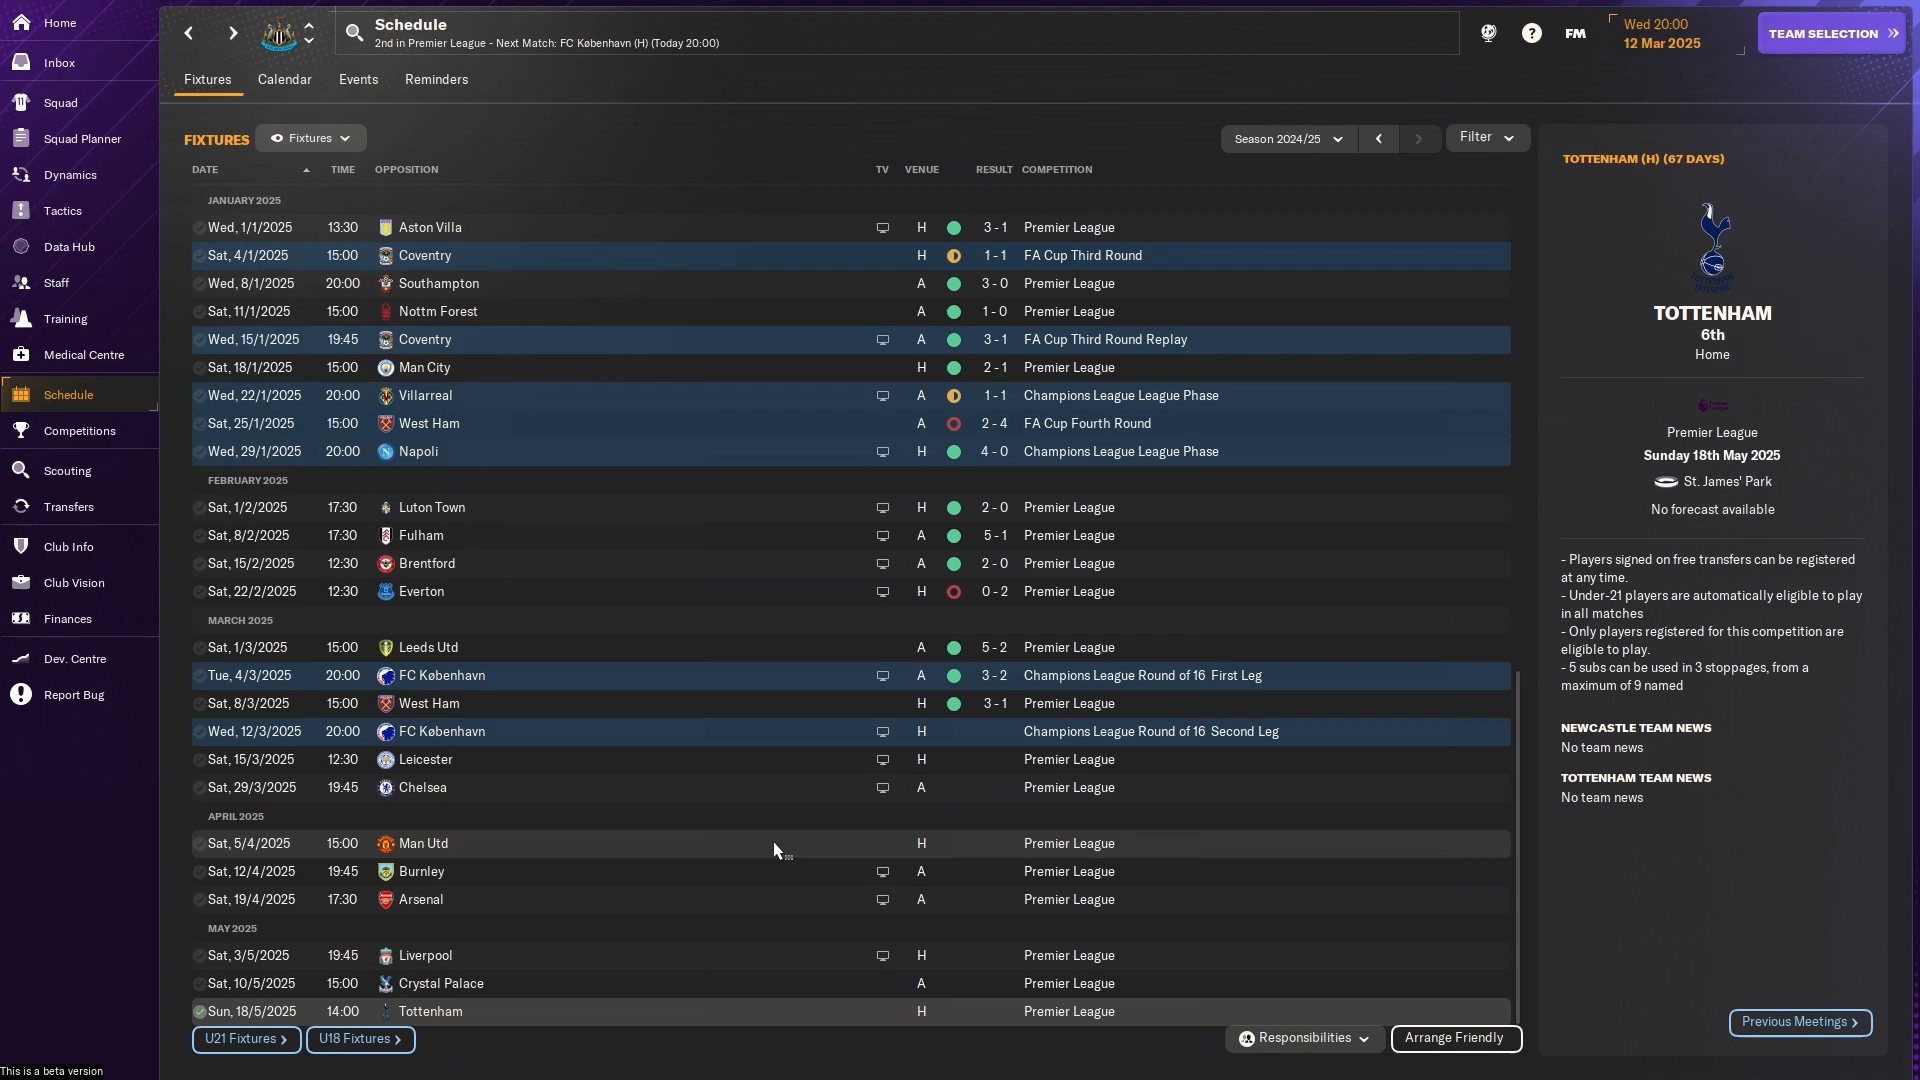 Home
Inbox
Squad
Squad Planner
Dynamics
Tactics
Data Hub
Staff
Training
Medical Centre
Schedule
Competitions
Scouting
Transfers
Club Info
Club Vision
Finances
Dev. Centre
Report Bug
This is a beta version
Schedule
2nd in Premier League - Next Match: FC København (H) (Today 20:00)
FM
Wed 20:00
12 Mar 2025
TEAM SELECTION
Fixtures Calendar Events Reminders
FIXTURES Fixtures Season 2024/25 Filter
DATE TIME OPPOSITION TV VENUE RESULT COMPETITION
JANUARY 2025
Wed, 1/1/2025 13:30 Aston Villa H 3 - 1 Premier League
Sat, 4/1/2025 15:00 Coventry H 1 - 1 FA Cup Third Round
Wed, 8/1/2025 20:00 Southampton A 3 - 0 Premier League
Sat, 11/1/2025 15:00 Nottm Forest A 1 - 0 Premier League
Wed, 15/1/2025 19:45 Coventry A 3 - 1 FA Cup Third Round Replay
Sat, 18/1/2025 15:00 Man City H 2 - 1 Premier League
Wed, 22/1/2025 20:00 Villarreal A 1 - 1 Champions League League Phase
Sat, 25/1/2025 15:00 West Ham A 2 - 4 FA Cup Fourth Round
Wed, 29/1/2025 20:00 Napoli H 4 - 0 Champions League League Phase
FEBRUARY 2025
Sat, 1/2/2025 17:30 Luton Town H 2 - 0 Premier League
Sat, 8/2/2025 17:30 Fulham A 5 - 1 Premier League
Sat, 15/2/2025 12:30 Brentford A 2 - 0 Premier League
Sat, 22/2/2025 12:30 Everton H 0 - 2 Premier League
MARCH 2025
Sat, 1/3/2025 15:00 Leeds Utd A 5 - 2 Premier League
Tue, 4/3/2025 20:00 FC København A 3 - 2 Champions League Round of 16 First Leg
Sat, 8/3/2025 15:00 West Ham H 3 - 1 Premier League
Wed, 12/3/2025 20:00 FC København H Champions League Round of 16 Second Leg
Sat, 15/3/2025 12:30 Leicester H Premier League
Sat, 29/3/2025 19:45 Chelsea A Premier League
APRIL 2025
Sat, 5/4/2025 15:00 Man Utd H Premier League
Sat, 12/4/2025 19:45 Burnley A Premier League
Sat, 19/4/2025 17:30 Arsenal A Premier League
MAY 2025
Sat, 3/5/2025 19:45 Liverpool H Premier League
Sat, 10/5/2025 15:00 Crystal Palace A Premier League
Sun, 18/5/2025 14:00 Tottenham H Premier League
U21 Fixtures U18 Fixtures Responsibilities Arrange Friendly
TOTTENHAM (H) (67 DAYS)
TOTTENHAM
6th
Home
Premier League
Sunday 18th May 2025
St. James' Park
No forecast available
- Players signed on free transfers can be registered
at any time.
- Under-21 players are automatically eligible to play
in all matches
- Only players registered for this competition are
eligible to play.
- 5 subs can be used in 3 stoppages, from a
maximum of 9 named
NEWCASTLE TEAM NEWS
No team news
TOTTENHAM TEAM NEWS
No team news
Previous Meetings